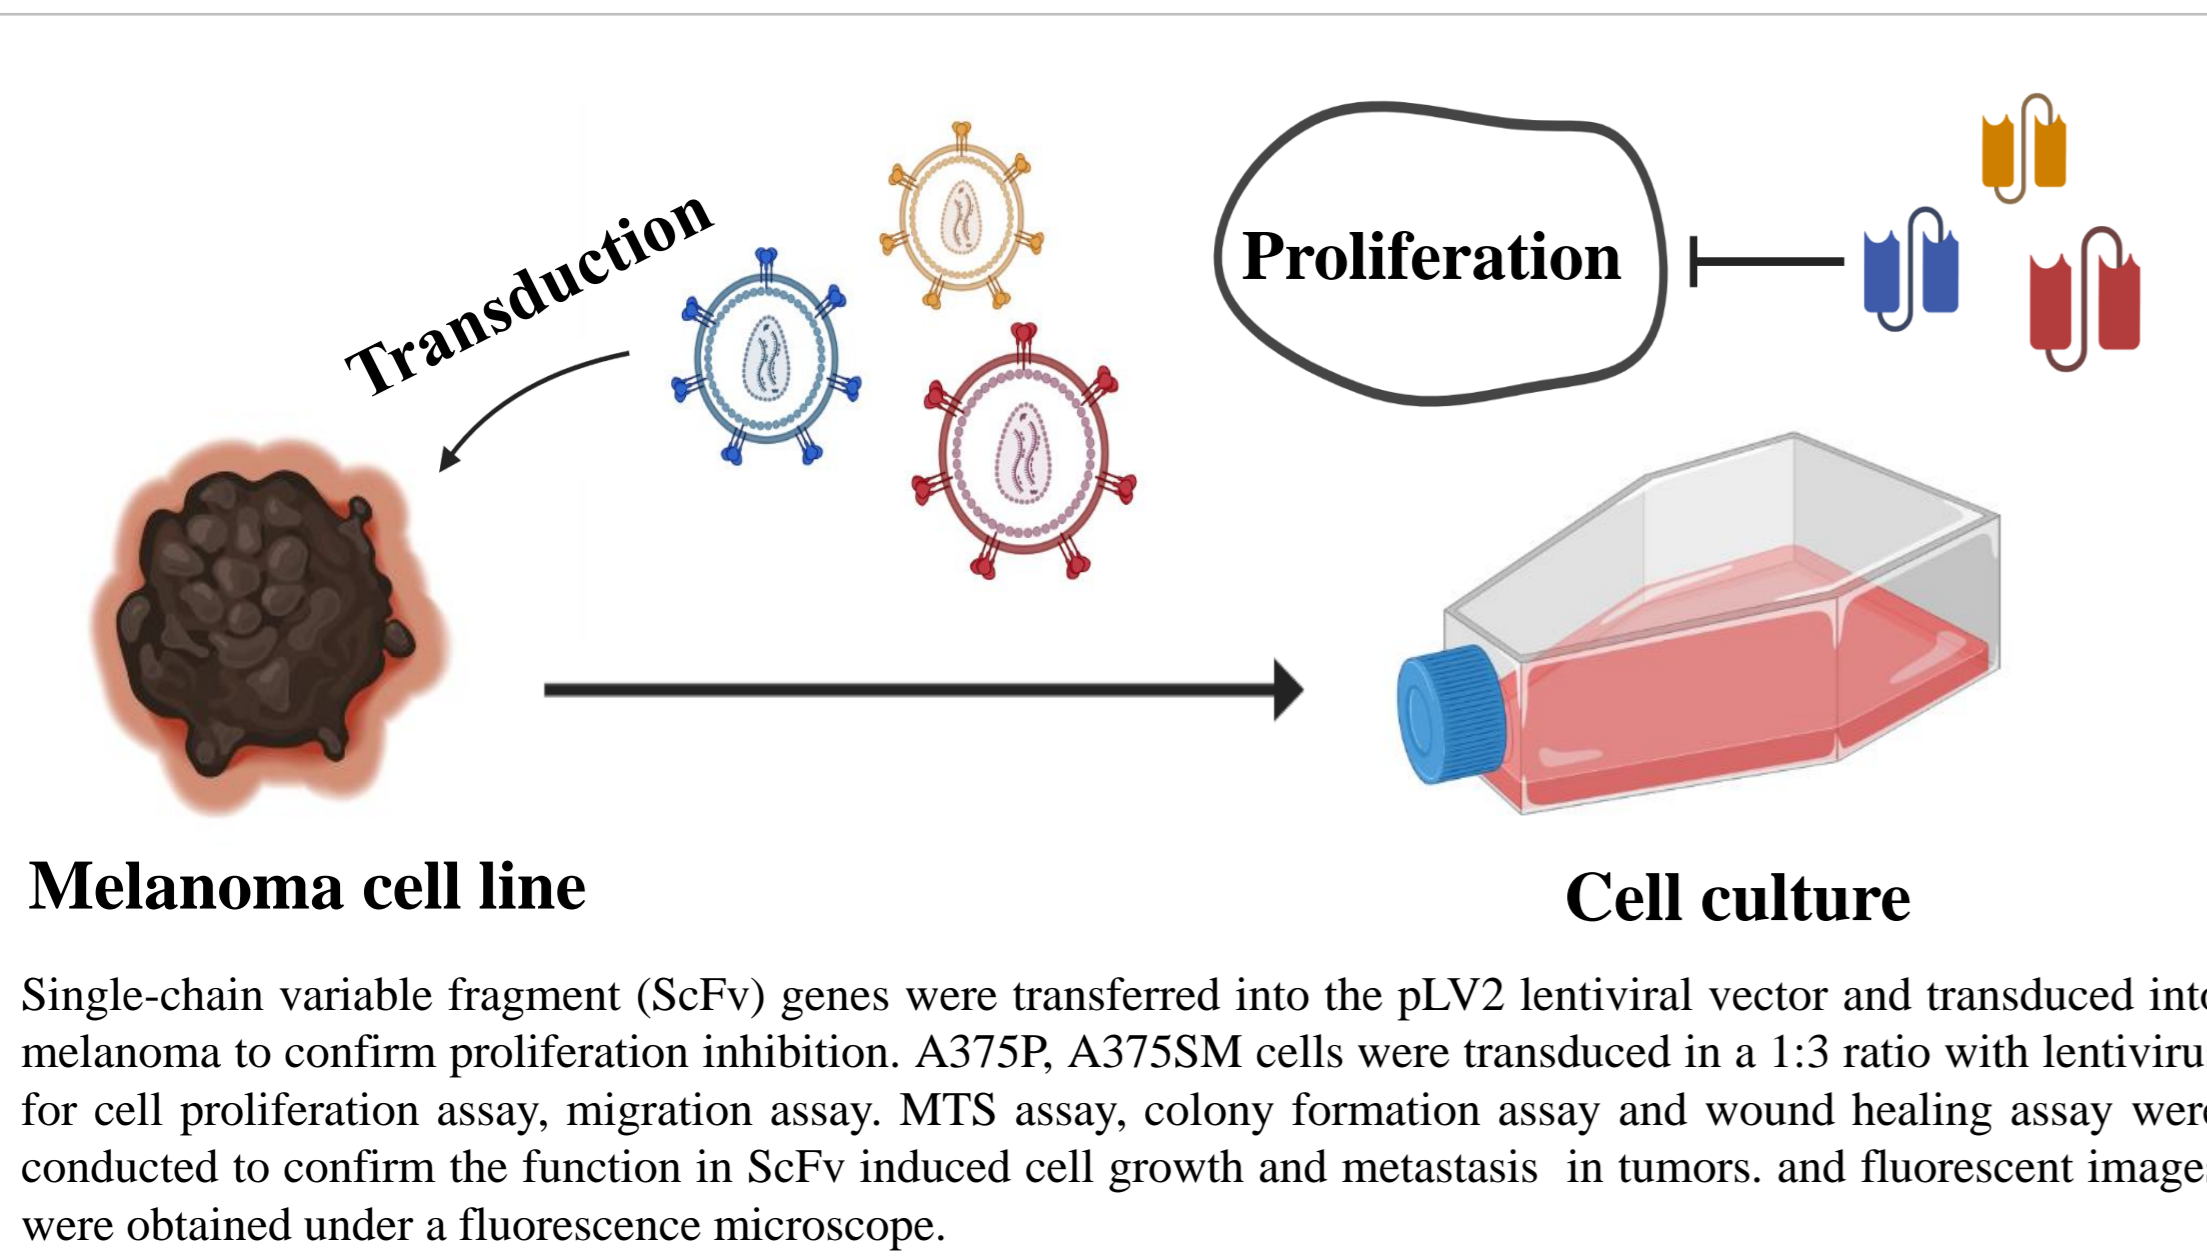 Transduction
Proliferation
Melanoma cell line
Cell culture
Single-chain variable fragment (ScFv) genes were transferred into the pLV2 lentiviral vector and transduced into
melanoma to confirm proliferation inhibition. A375P, A375SM cells were transduced in a 1:3 ratio with lentivirus
for cell proliferation assay, migration assay. MTS assay, colony formation assay and wound healing assay were
conducted to confirm the function in ScFv induced cell growth and metastasis in tumors. and fluorescent images
were obtained under a fluorescence microscope.